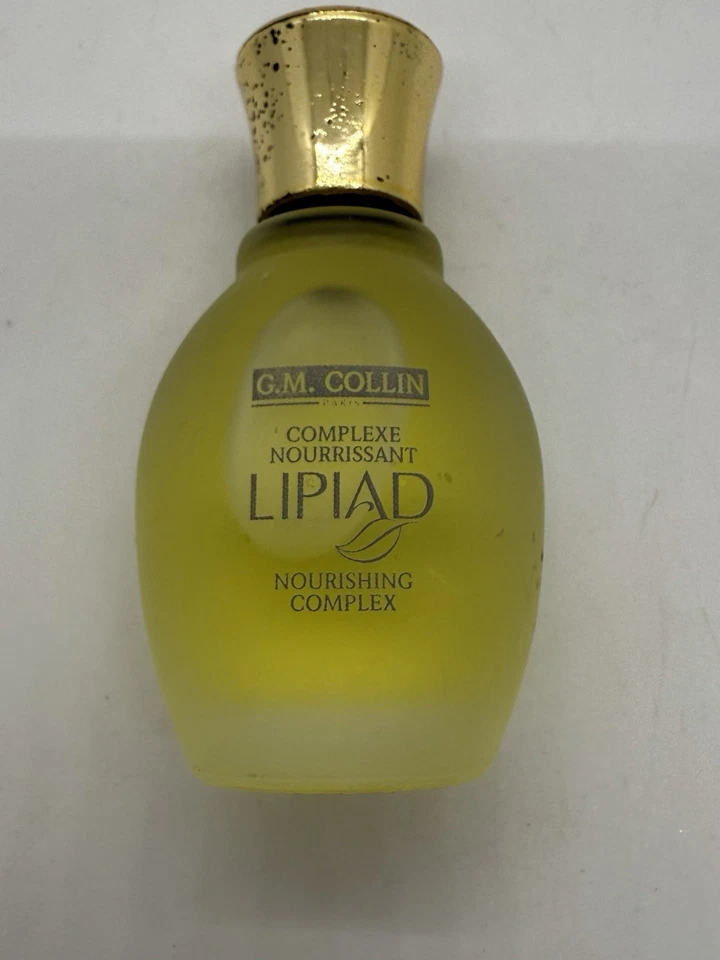 G.M. COLLIN
PARIS
COMPLEXE
NOURRISSANT
LIPIAD
NOURISHING
COMPLEX